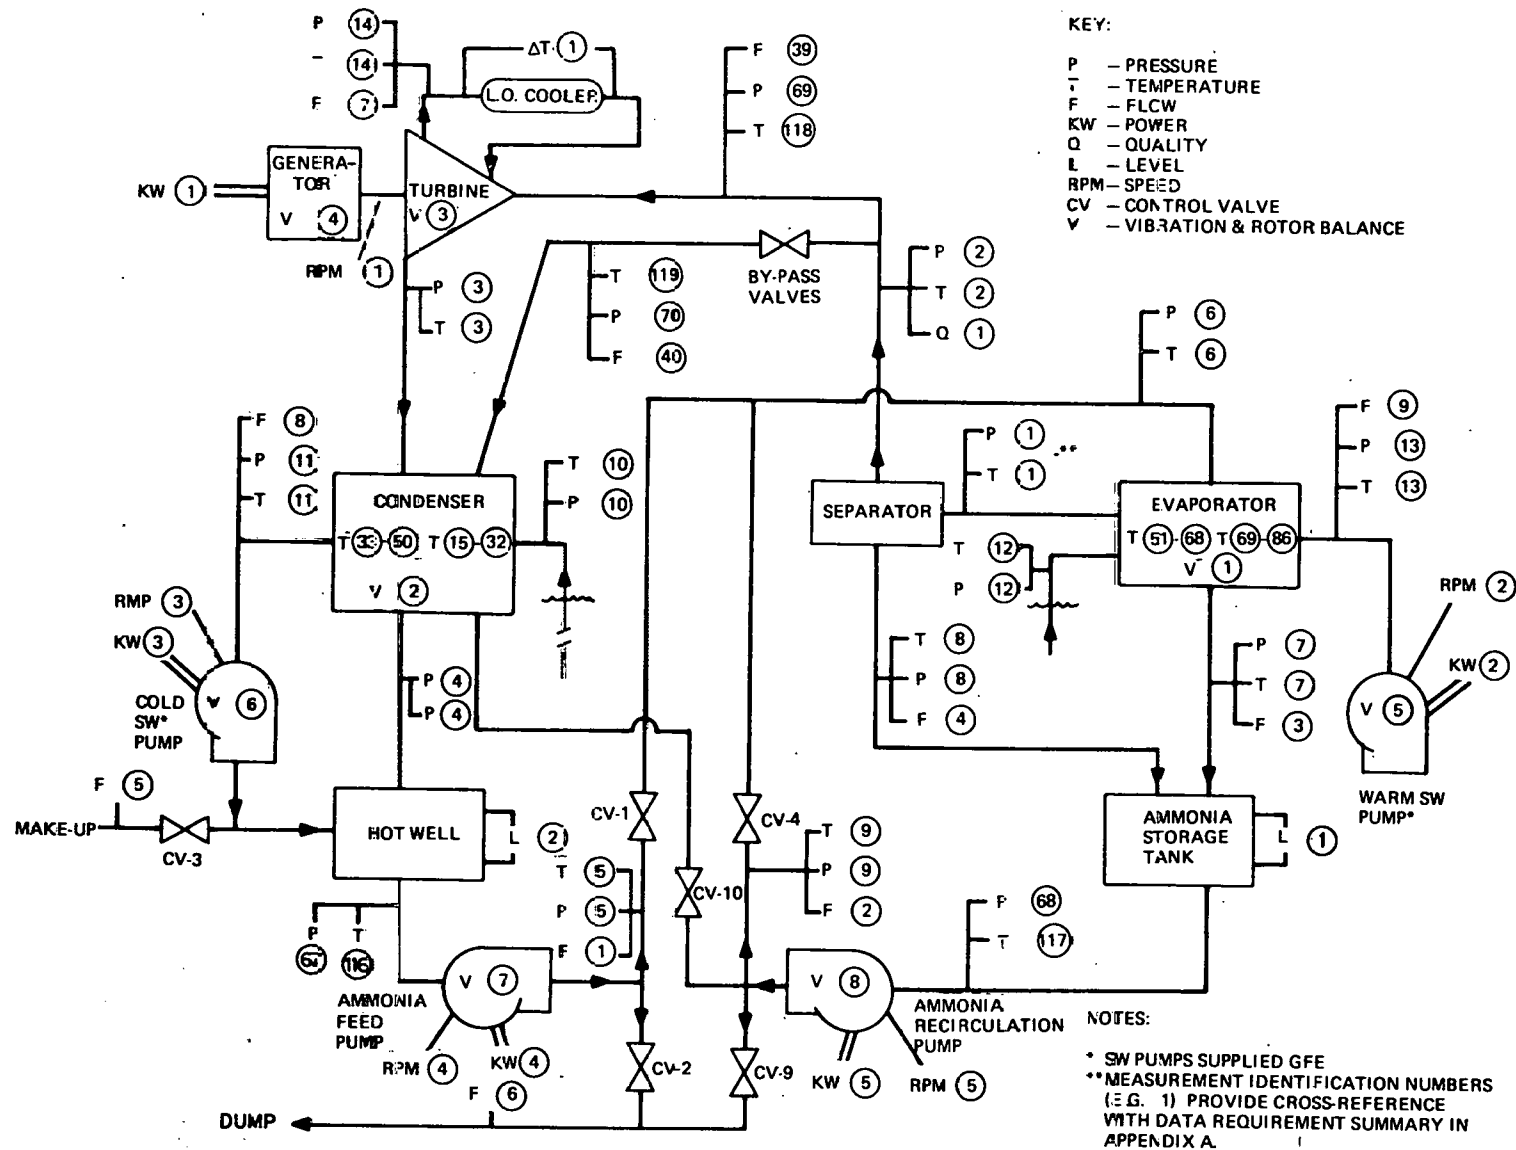 P 14
14
F 7
ΔT 1
L.O. COOLER
F 39
P 69
T 118
KEY:
P – PRESSURE
T – TEMPERATURE
F – FLOW
KW – POWER
Q – QUALITY
L – LEVEL
RPM – SPEED
CV – CONTROL VALVE
V – VIBRATION & ROTOR BALANCE
KW 1
GENERA-
TOR
V 4
TURBINE
V 3
RPM 1
P 3
T 3
T 119
P 70
F 40
BY-PASS
VALVES
P 2
T 2
Q 1
P 6
T 6
F 8
P 11
T 11
CONDENSER
T 33-50 T 15-32
V 2
T 10
P 10
SEPARATOR
P 1 **
T 1
EVAPORATOR
T 51-68 T 69-86
V 1
F 9
P 13
T 13
T 12
P 12
RMP 3
KW 3
V 6
COLD
SW*
PUMP
P 4
P 4
T 8
P 8
F 4
P 7
T 7
F 3
RPM 2
KW 2
V 5
WARM SW
PUMP*
F 5
MAKE-UP
CV-3
HOT WELL
L 2
CV-1
CV-4
CV-10
T 5
P 5
F 1
T 9
P 9
F 2
AMMONIA
STORAGE
TANK
L 1
P 68
T 117
P
T 116
V 7
AMMONIA
FEED
PUMP
RPM 4
KW 4
V 8
AMMONIA
RECIRCULATION
PUMP
KW 5
RPM 5
CV-2
CV-9
F 6
DUMP
NOTES:
* SW PUMPS SUPPLIED GFE
**MEASUREMENT IDENTIFICATION NUMBERS
(E.G. 1) PROVIDE CROSS-REFERENCE
WITH DATA REQUIREMENT SUMMARY IN
APPENDIX A.